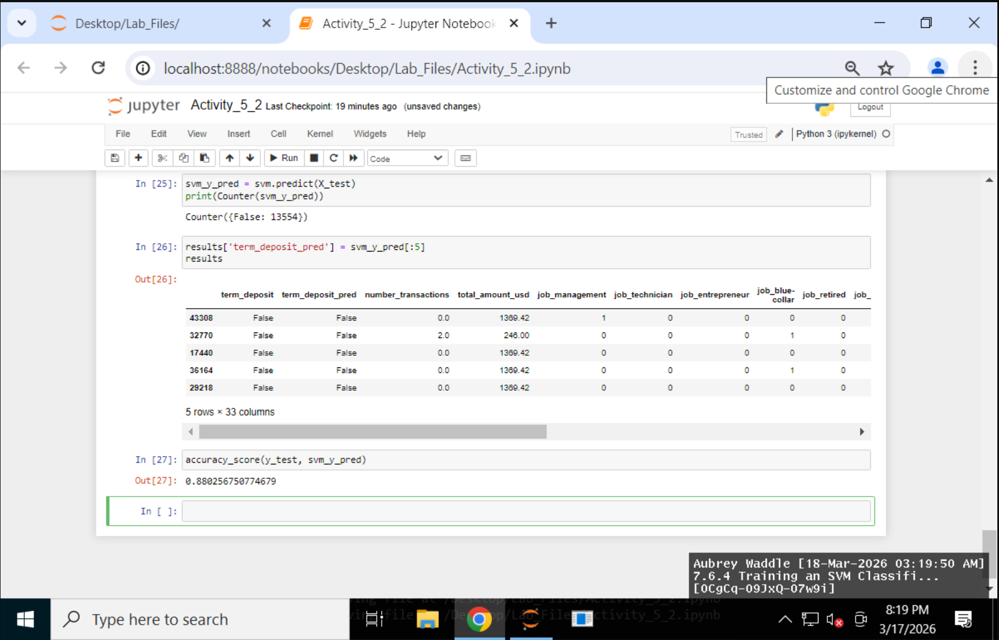 Desktop/Lab_Files/
Activity_5_2 - Jupyter Notebook
localhost:8888/notebooks/Desktop/Lab_Files/Activity_5_2.ipynb
Customize and control Google Chrome
jupyter Activity_5_2 Last Checkpoint: 19 minutes ago (unsaved changes)
Logout
File Edit View Insert Cell Kernel Widgets Help
Trusted Python 3 (ipykernel)
Run Code
In [25]: svm_y_pred = svm.predict(X_test)
print(Counter(svm_y_pred))
Counter({False: 13554})
In [26]: results['term_deposit_pred'] = svm_y_pred[:5]
results
Out[26]:
term_deposit term_deposit_pred number_transactions total_amount_usd job_management job_technician job_entrepreneur job_blue-collar job_retired job_
43308 False False 0.0 1369.42 1 0 0 0 0
32770 False False 2.0 246.00 0 0 0 1 0
17440 False False 0.0 1369.42 0 0 0 0 0
36164 False False 0.0 1369.42 0 0 0 1 0
29218 False False 0.0 1369.42 0 0 0 0 0
5 rows × 33 columns
In [27]: accuracy_score(y_test, svm_y_pred)
Out[27]: 0.880256750774679
In [ ]:
Aubrey Waddle [18-Mar-2026 03:19:50 AM]
7.6.4 Training an SVM Classifi...
[OCgCq-O9JxQ-O7w9i]
Type here to search
8:19 PM
3/17/2026